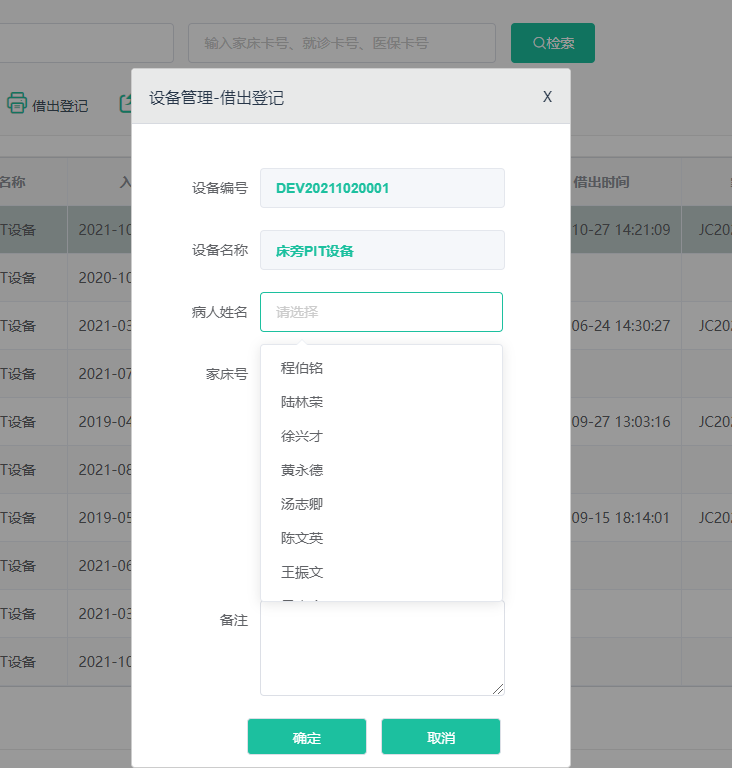 输入家床卡号、就诊卡号、医保卡号
检索
借出登记
设备管理-借出登记
X
名称
借出时间
设备编号
DEV20211020001
T设备
2021-10
10-27 14:21:09
JC202
设备名称
床旁PIT设备
T设备
2020-10
病人姓名
请选择
T设备
2021-03
06-24 14:30:27
JC202
家床号
程伯铭
T设备
2021-07
陆林荣
T设备
2019-04
09-27 13:03:16
JC202
徐兴才
黄永德
T设备
2021-08
汤志卿
T设备
2019-05
09-15 18:14:01
JC202
陈文英
T设备
2021-06
王振文
T设备
2021-03
备注
T设备
2021-10
确定
取消